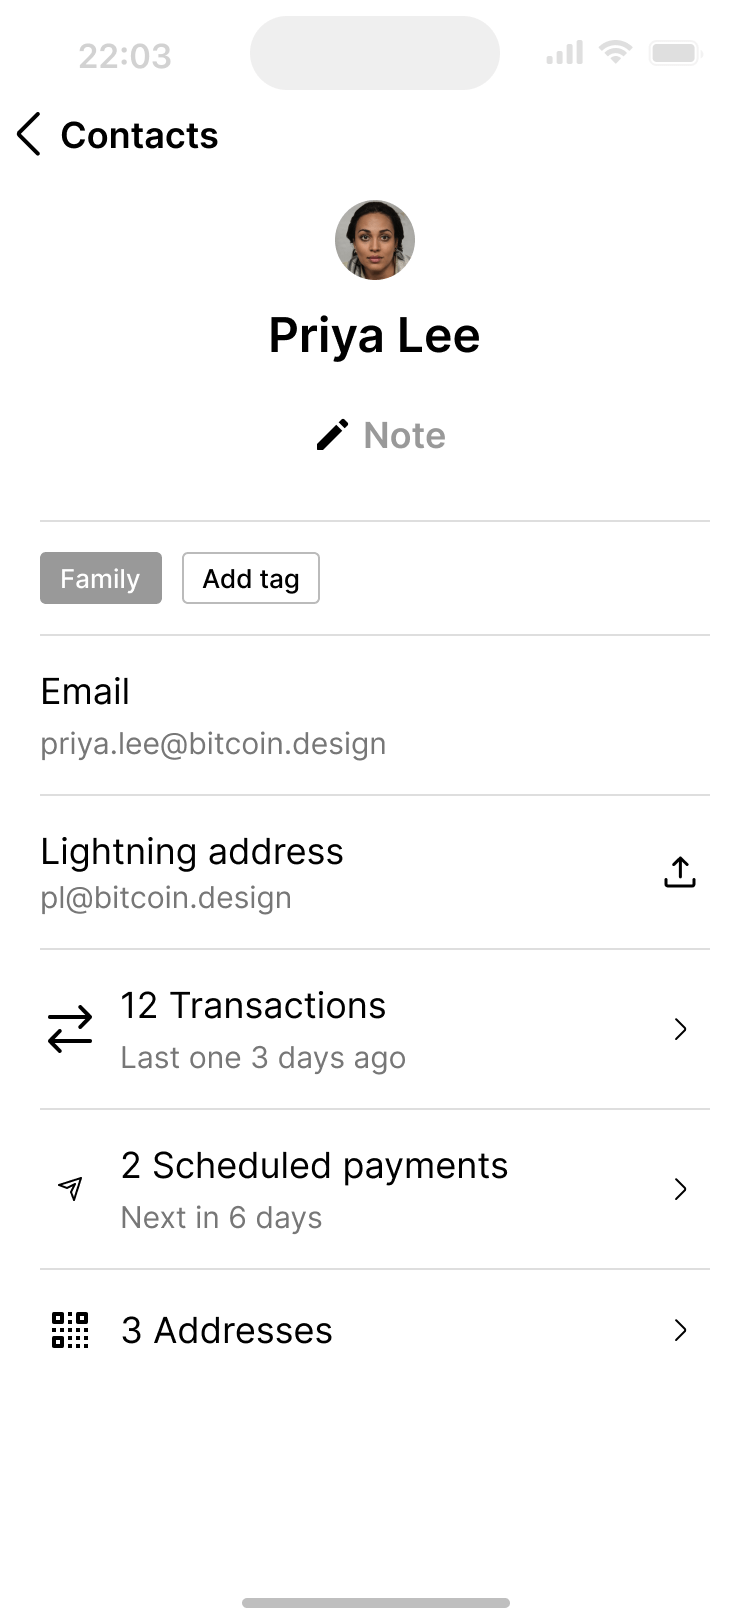 22:03
Contacts
Priya Lee
Note
Family
Add tag
Email
priya.lee@bitcoin.design
Lightning address
pl@bitcoin.design
12 Transactions
Last one 3 days ago
2 Scheduled payments
Next in 6 days
3 Addresses